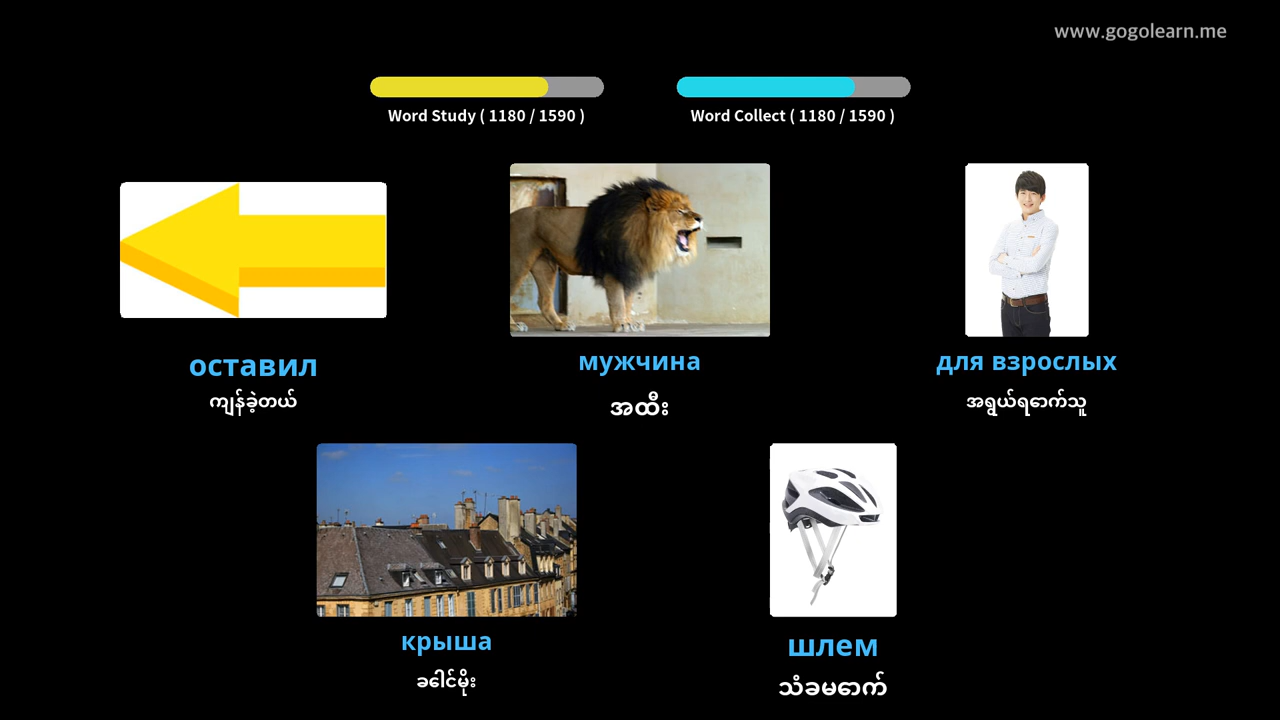 www.gogolearn.me
Word Study ( 1180 / 1590 )
Word Collect ( 1180 / 1590 )
оставил
ကျန်ခဲ့တယ်
мужчина
အထီး
для взрослых
အရွယ်ရောက်သူ
крыша
ခေါင်မိုး
шлем
သံခမောက်